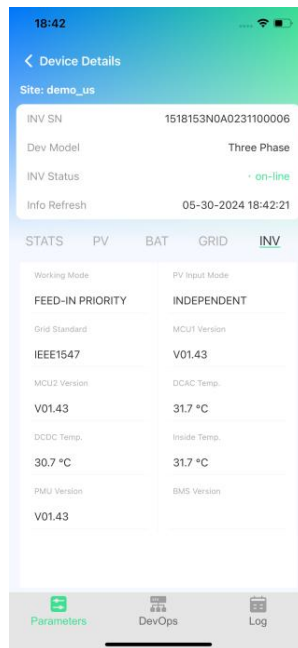 18:42
Device Details
Site: demo_us
INV SN 1518153N0A0231100006
Dev Model Three Phase
INV Status · on-line
Info Refresh 05-30-2024 18:42:21
STATS PV BAT GRID INV
Working Mode PV Input Mode
FEED-IN PRIORITY INDEPENDENT
Grid Standard MCU1 Version
IEEE1547 V01.43
MCU2 Version DCAC Temp.
V01.43 31.7 °C
DCDC Temp. Inside Temp.
30.7 °C 31.7 °C
PMU Version BMS Version
V01.43
Parameters DevOps Log